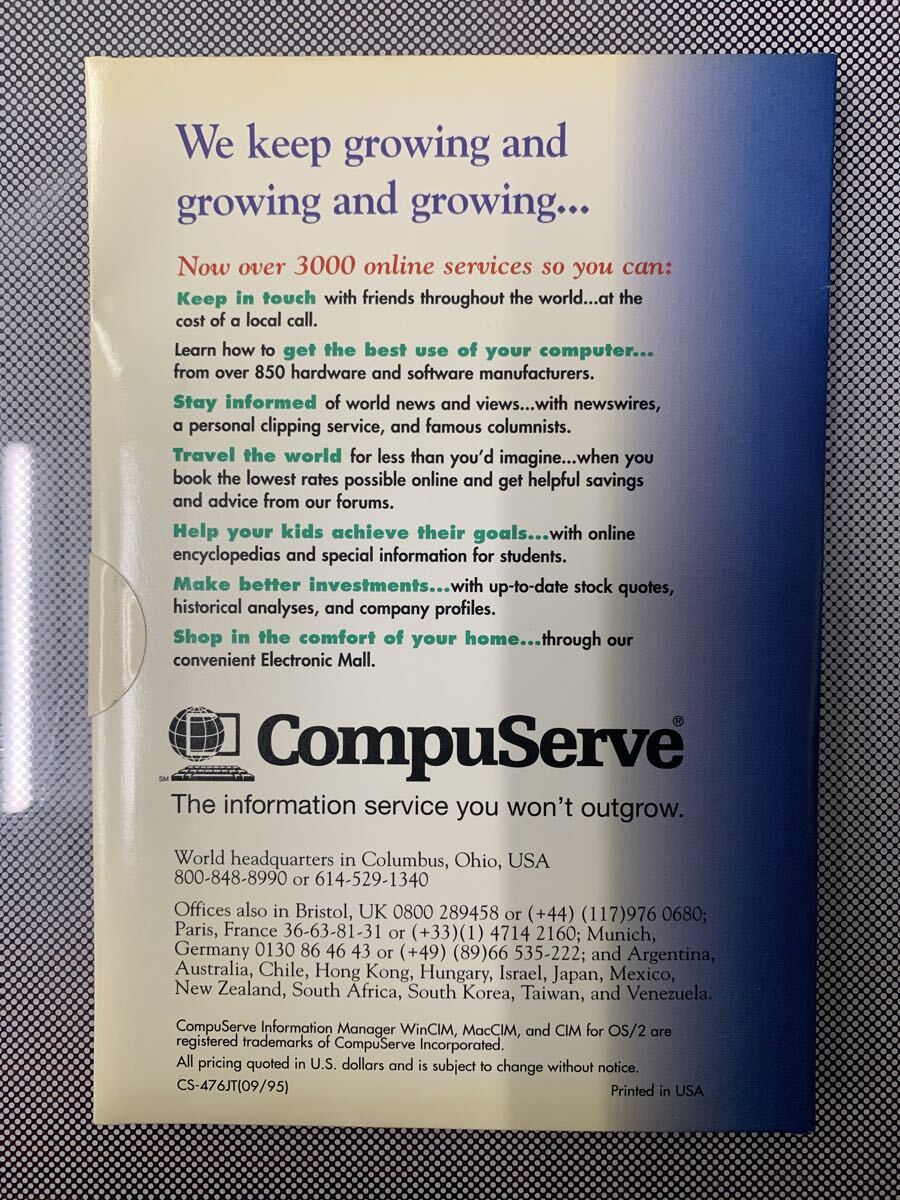 We keep growing and
growing and growing...
Now over 3000 online services so you can:
Keep in touch with friends throughout the world...at the
cost of a local call.
Learn how to get the best use of your computer...
from over 850 hardware and software manufacturers.
Stay informed of world news and views...with newswires,
a personal clipping service, and famous columnists.
Travel the world for less than you'd imagine...when you
book the lowest rates possible online and get helpful savings
and advice from our forums.
Help your kids achieve their goals...with online
encyclopedias and special information for students.
Make better investments...with up-to-date stock quotes,
historical analyses, and company profiles.
Shop in the comfort of your home...through our
convenient Electronic Mall.
SM CompuServe®
The information service you won't outgrow.
World headquarters in Columbus, Ohio, USA
800-848-8990 or 614-529-1340
Offices also in Bristol, UK 0800 289458 or (+44) (117)976 0680;
Paris, France 36-63-81-31 or (+33)(1) 4714 2160; Munich,
Germany 0130 86 46 43 or (+49) (89)66 535-222; and Argentina,
Australia, Chile, Hong Kong, Hungary, Israel, Japan, Mexico,
New Zealand, South Africa, South Korea, Taiwan, and Venezuela.
CompuServe Information Manager WinCIM, MacCIM, and CIM for OS/2 are
registered trademarks of CompuServe Incorporated.
All pricing quoted in U.S. dollars and is subject to change without notice.
CS-476JT(09/95) Printed in USA